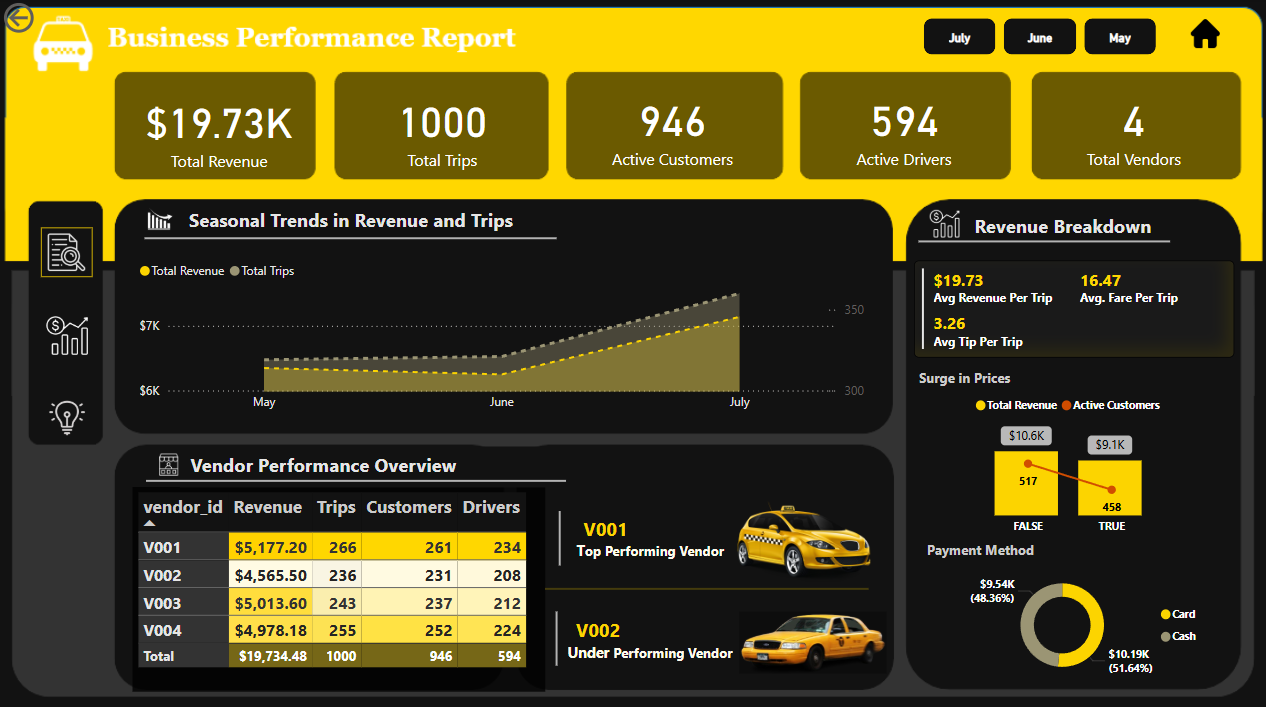 Business Performance Report
July
June
May
$19.73K
Total Revenue
1000
Total Trips
946
Active Customers
594
Active Drivers
4
Total Vendors
Seasonal Trends in Revenue and Trips
Total Revenue Total Trips
$7K
$6K
350
300
May June July
Revenue Breakdown
$19.73
Avg Revenue Per Trip
16.47
Avg. Fare Per Trip
3.26
Avg Tip Per Trip
Surge in Prices
Total Revenue Active Customers
$10.6K
$9.1K
517
458
FALSE TRUE
Payment Method
$9.54K
(48.36%)
Card
Cash
$10.19K
(51.64%)
Vendor Performance Overview
vendor_id Revenue Trips Customers Drivers
V001 $5,177.20 266 261 234
V002 $4,565.50 236 231 208
V003 $5,013.60 243 237 212
V004 $4,978.18 255 252 224
Total $19,734.48 1000 946 594
V001
Top Performing Vendor
V002
Under Performing Vendor